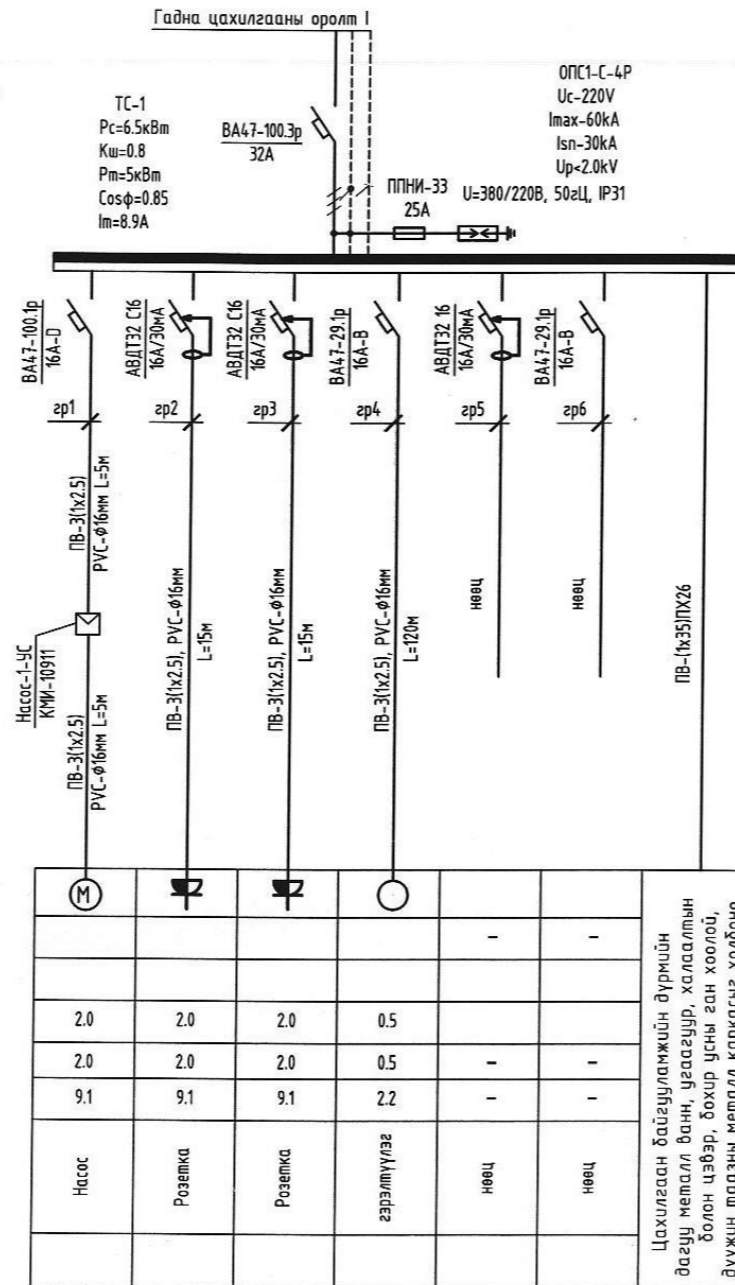 Гадна цахилгааны оролт I
ТС-1
Рс=6.5кВт
Кш=0.8
Рт=5кВт
Cosφ=0.85
Iт=8.9А
ВА47-100.3р
32А
ОПС1-С-4Р
Uc-220V
Imax-60kA
Isn-30kA
Up<2.0kV
ППНИ-33
25А
U=380/220В, 50гЦ, IP31
ВА47-100.1р
16А-D
АВДТ32 С16
16А/30мА
АВДТ32 С16
16А/30мА
ВА47-29.1р
16А-В
АВДТ32 16
16А/30мА
ВА47-29.1р
16А-В
гр1
гр2
гр3
гр4
гр5
гр6
ПВ-3(1х2.5)
PVC-Ф16мм L=5м
Насос-1-УС
КМИ-10911
ПВ-3(1х2.5)
PVC-Ф16мм L=5м
ПВ-3(1х2.5), PVC-Ф16мм
L=15м
ПВ-3(1х2.5), PVC-Ф16мм
L=15м
ПВ-3(1х2.5), PVC-Ф16мм
L=120м
нөөц
нөөц
ПВ-(1х35)ПХ26
М
- -
2.0 2.0 2.0 0.5
2.0 2.0 2.0 0.5 - -
9.1 9.1 9.1 2.2 - -
Насос
Розетка
Розетка
гэрэлтүүлэг
нөөц
нөөц
Цахилгаан байгууламжийн дүрмийн
дагуу металл ванн, угаагуур, халаалтын
болон цэвэр, бохир усны ган хоолой,
дүүжин таазны металл каркасыг холбоно